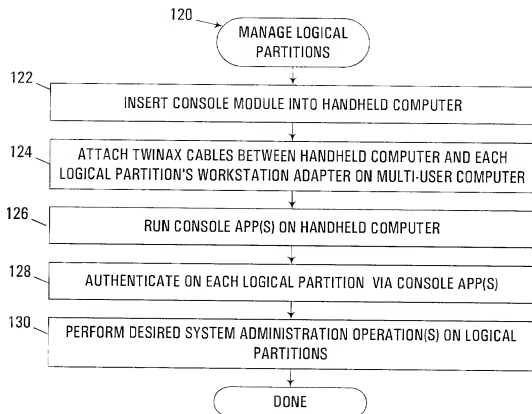 120
MANAGE LOGICAL
PARTITIONS
122
INSERT CONSOLE MODULE INTO HANDHELD COMPUTER
124
ATTACH TWINAX CABLES BETWEEN HANDHELD COMPUTER AND EACH
LOGICAL PARTITION'S WORKSTATION ADAPTER ON MULTI-USER COMPUTER
126
RUN CONSOLE APP(S) ON HANDHELD COMPUTER
128
AUTHENTICATE ON EACH LOGICAL PARTITION VIA CONSOLE APP(S)
130
PERFORM DESIRED SYSTEM ADMINISTRATION OPERATION(S) ON LOGICAL
PARTITIONS
DONE